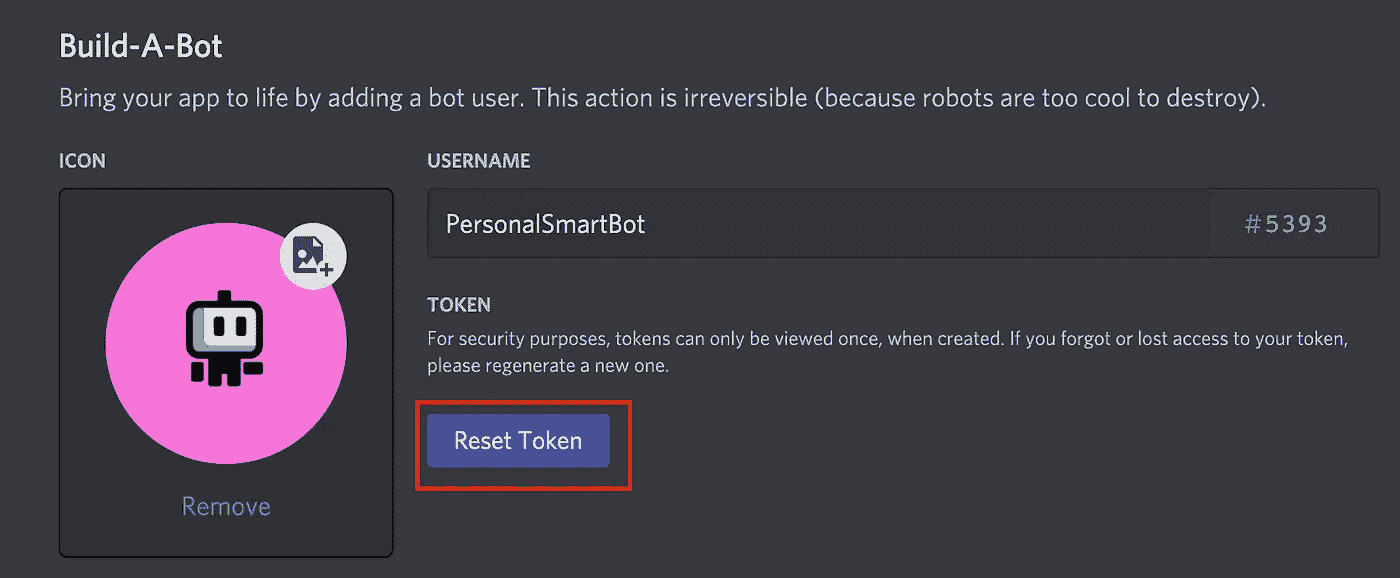 Build-A-Bot
Bring your app to life by adding a bot user. This action is irreversible (because robots are too cool to destroy).
ICON
USERNAME
PersonalSmartBot
#5393
TOKEN
For security purposes, tokens can only be viewed once, when created. If you forgot or lost access to your token,
please regenerate a new one.
Reset Token
Remove